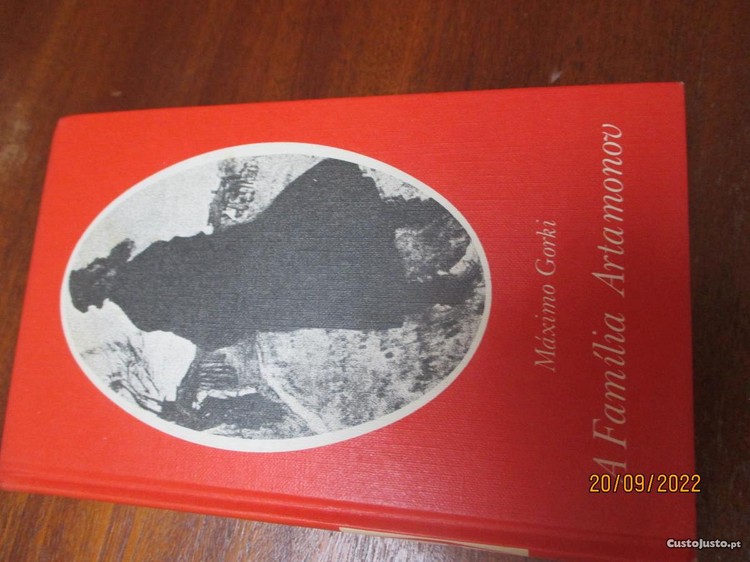 Máximo Gorki
A Família Artamonov
20/09/2022
CustoJusto.pt